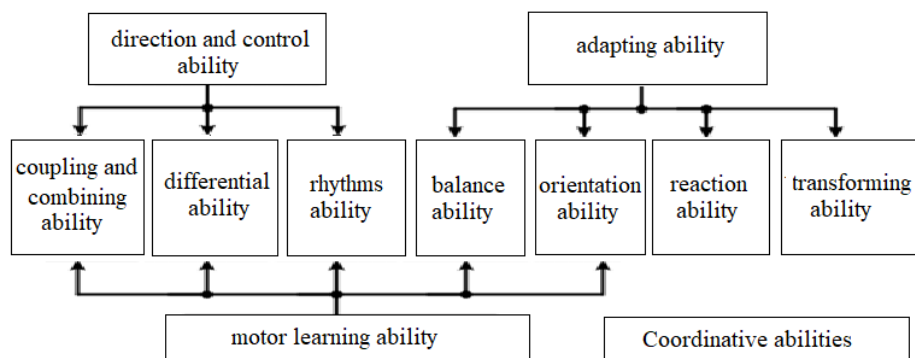 direction and control
ability
adapting ability
coupling and
combining
ability
differential
ability
rhythms
ability
balance
ability
orientation
ability
reaction
ability
transforming
ability
motor learning ability
Coordinative abilities